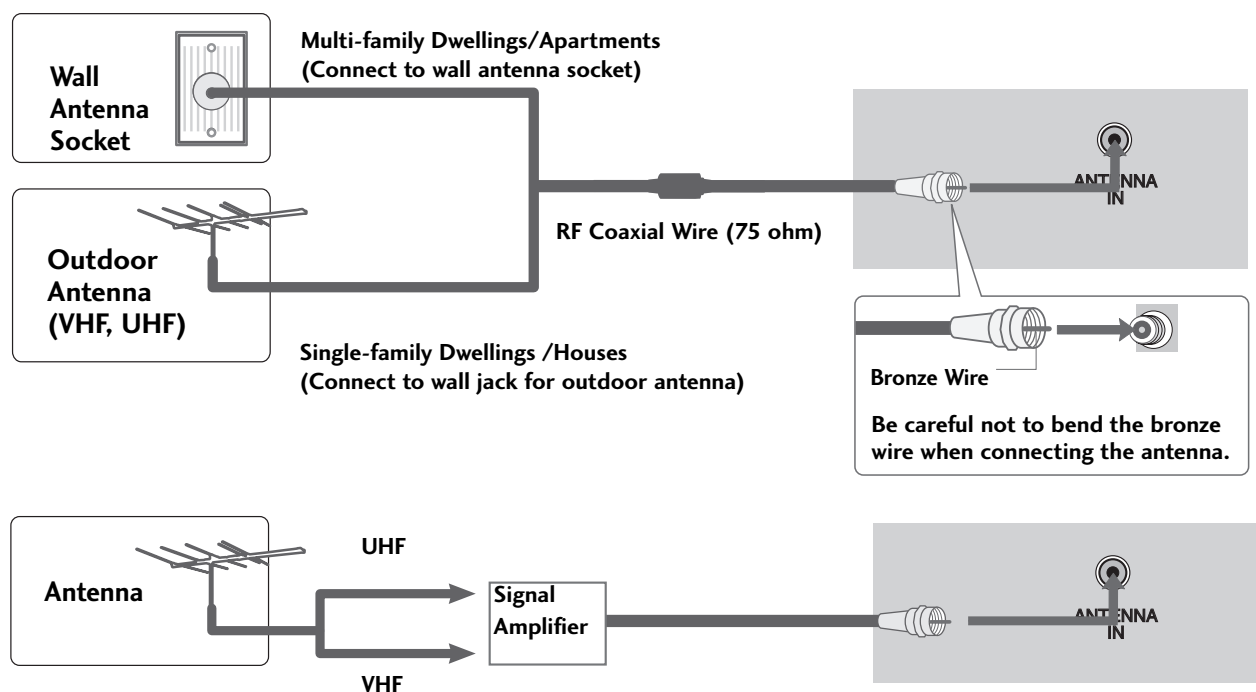 Wall
Antenna
Socket
Multi-family Dwellings/Apartments
(Connect to wall antenna socket)
ANTENNA
IN
RF Coaxial Wire (75 ohm)
Outdoor
Antenna
(VHF, UHF)
Single-family Dwellings /Houses
(Connect to wall jack for outdoor antenna)
Bronze Wire
Be careful not to bend the bronze
wire when connecting the antenna.
Antenna
UHF
VHF
Signal
Amplifier
ANTENNA
IN